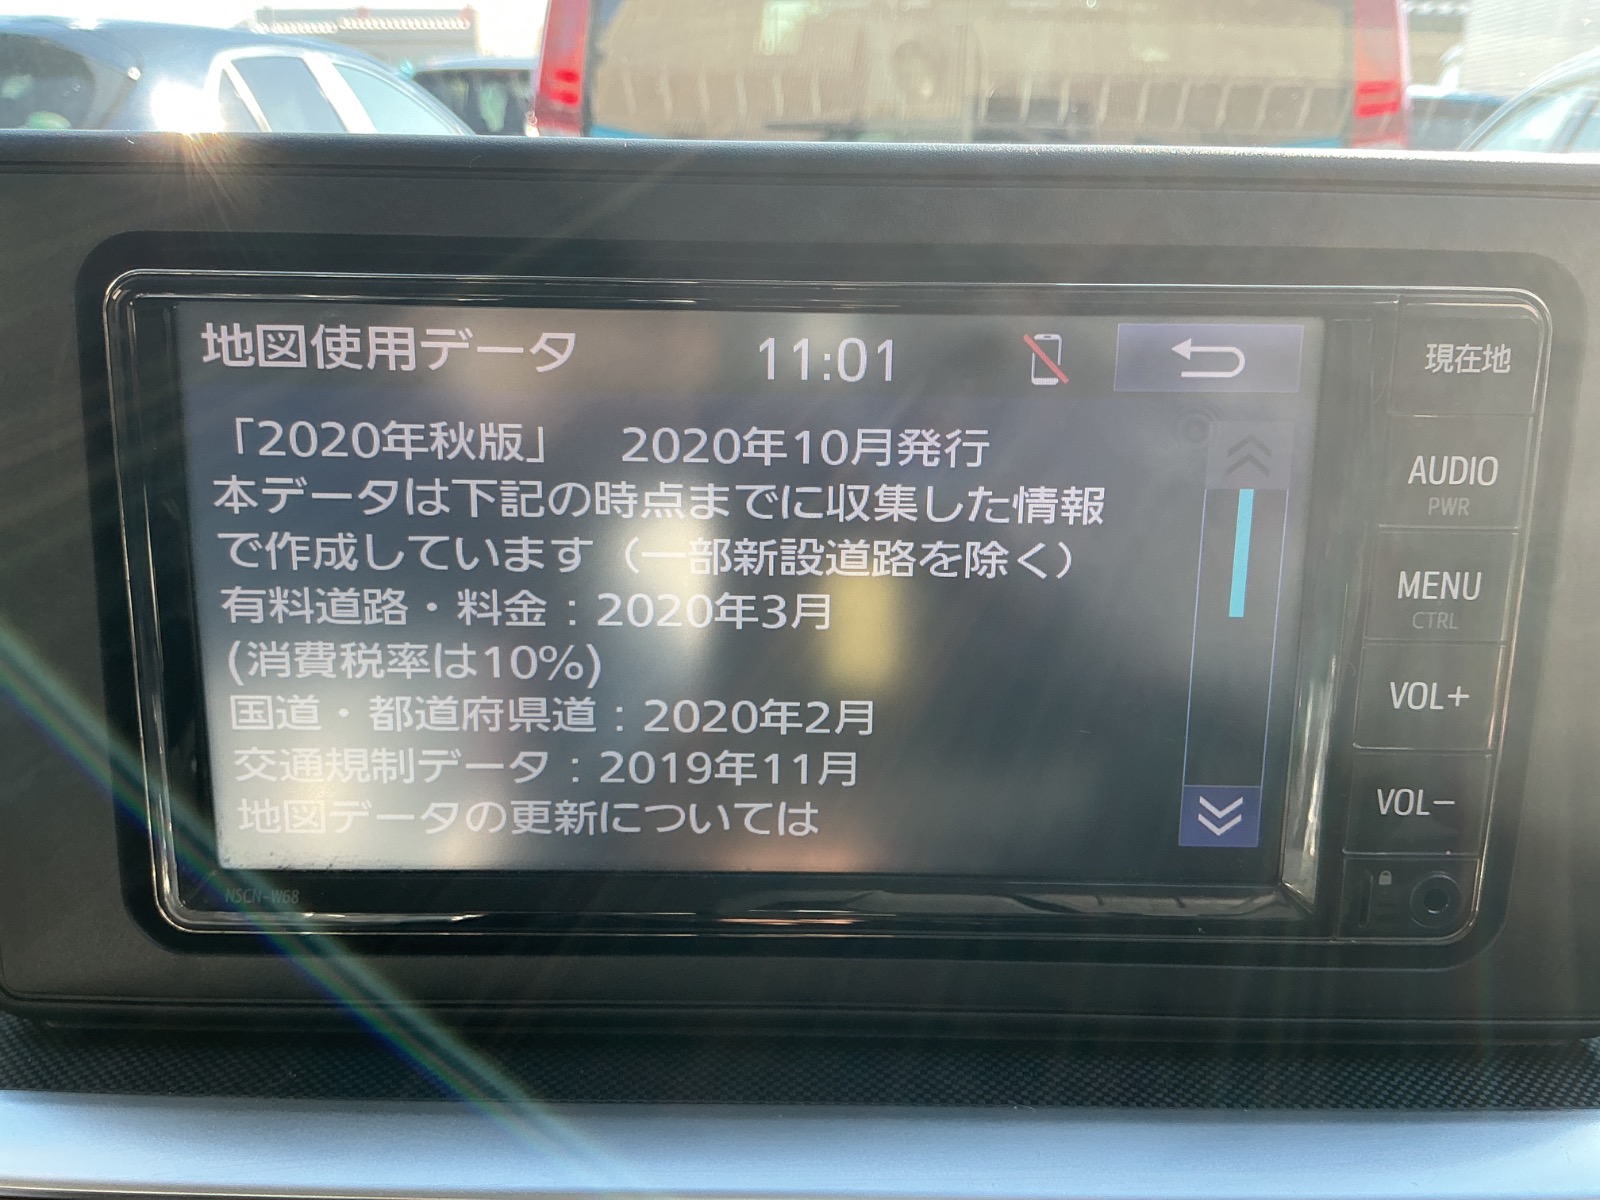 地図使用データ 11:01
「2020年秋版」 2020年10月発行
本データは下記の時点までに収集した情報
で作成しています（一部新設道路を除く）
有料道路・料金：2020年3月
(消費税率は10%)
国道・都道府県道：2020年2月
交通規制データ：2019年11月
地図データの更新については
NSCN-W68
現在地
AUDIO
PWR
MENU
CTRL
VOL+
VOL−